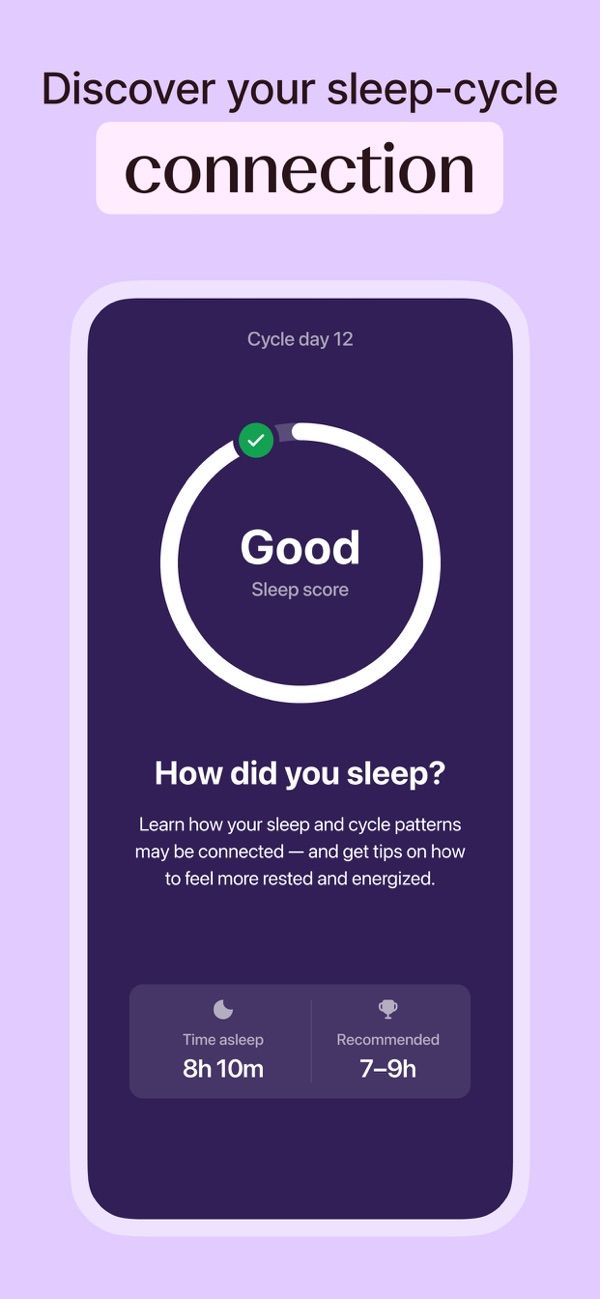 Discover your sleep-cycle
connection
Cycle day 12
Good
Sleep score
How did you sleep?
Learn how your sleep and cycle patterns
may be connected — and get tips on how
to feel more rested and energized.
Time asleep
8h 10m
Recommended
7–9h